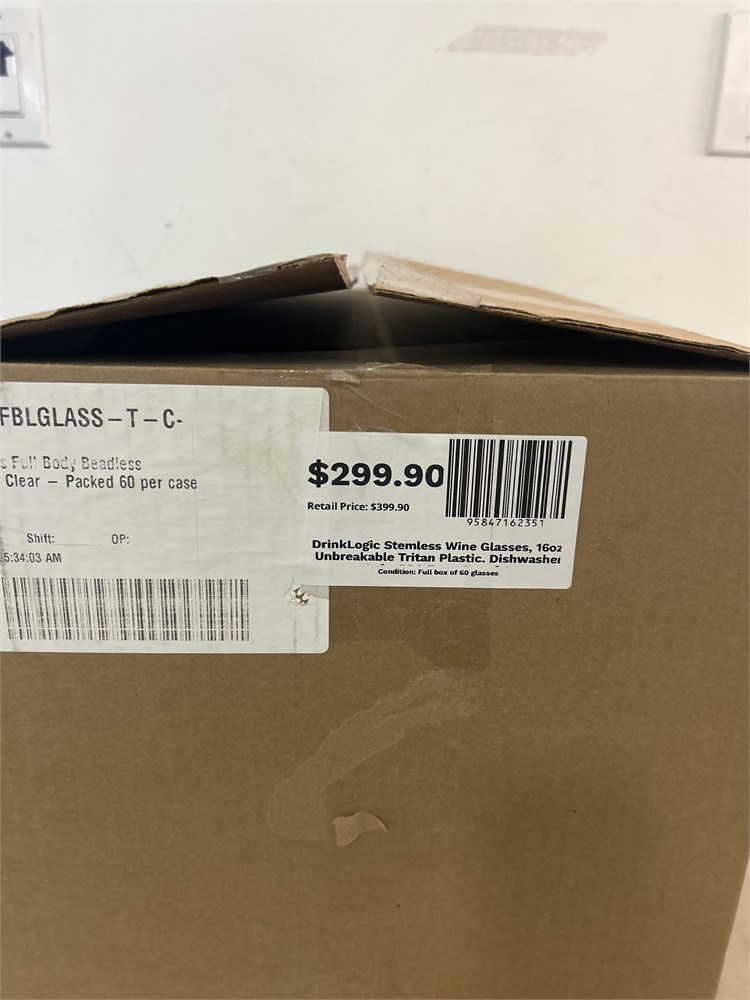 FBLGLASS-T-C-
s Full Body Beadless
Clear - Packed 60 per case
Shift: OP:
5:34:03 AM
$299.90
Retail Price: $399.90
95847162351
DrinkLogic Stemless Wine Glasses, 16oz
Unbreakable Tritan Plastic. Dishwasher
Condition: Full box of 60 glasses